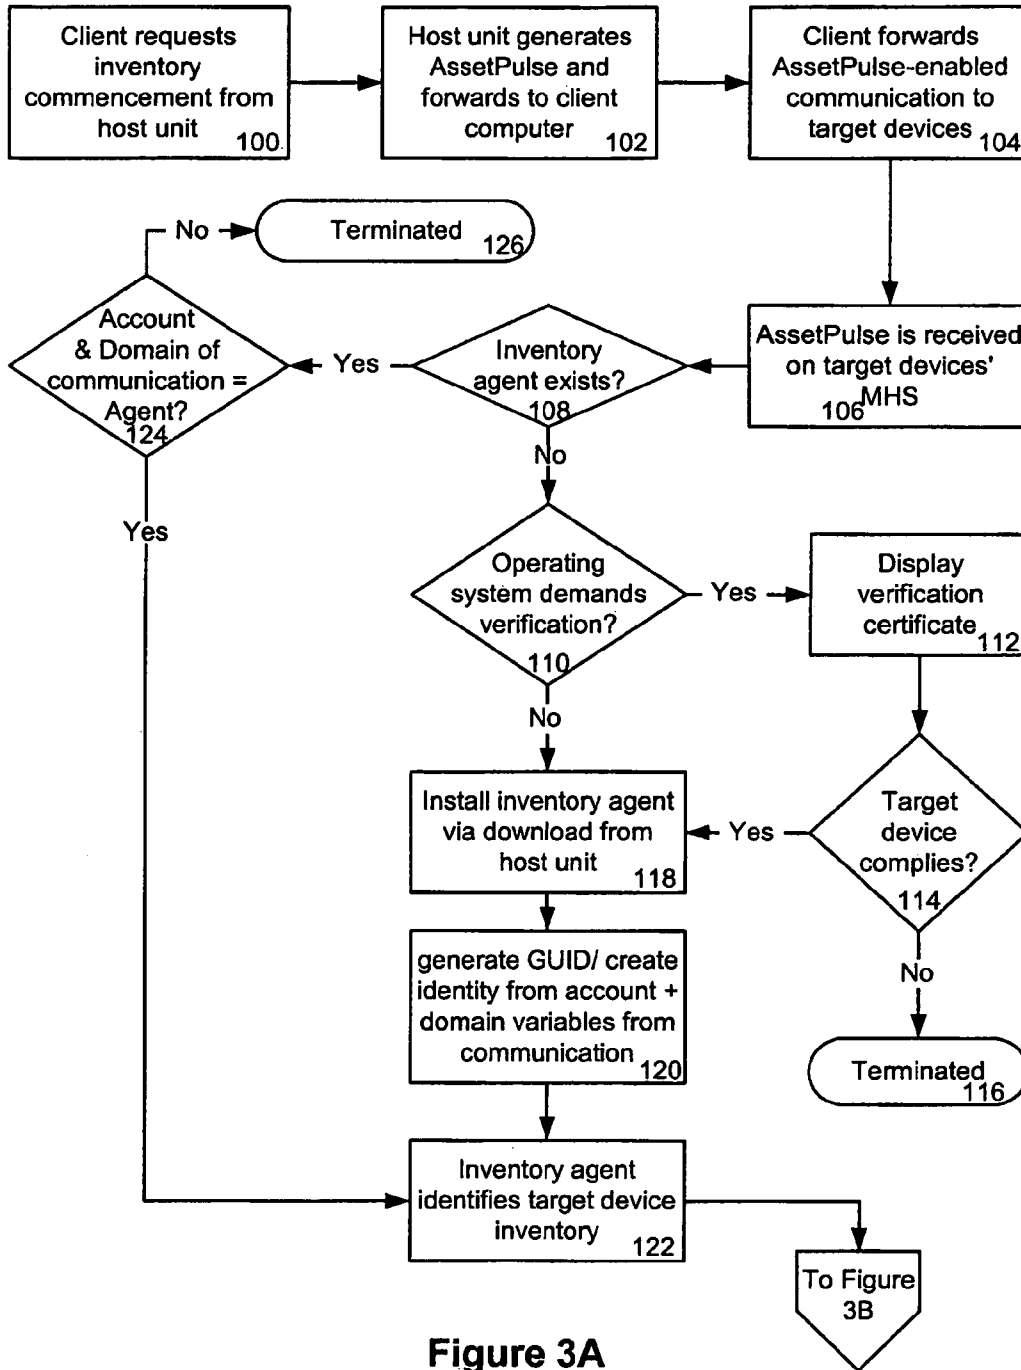 Client requests
inventory
commencement from
host unit
100
Host unit generates
AssetPulse and
forwards to client
computer
102
Client forwards
AssetPulse-enabled
communication to
target devices
104
No
Terminated
126
Account
& Domain of
communication =
Agent?
124
Yes
Inventory
agent exists?
108
AssetPulse is received
on target devices'
MHS
106
No
Yes
Operating
system demands
verification?
110
Yes
Display
verification
certificate
112
No
Install inventory agent
via download from
host unit
118
Yes
Target
device
complies?
114
generate GUID/ create
identity from account +
domain variables from
communication
120
No
Terminated
116
Inventory agent
identifies target device
inventory
122
To Figure
3B
Figure 3A